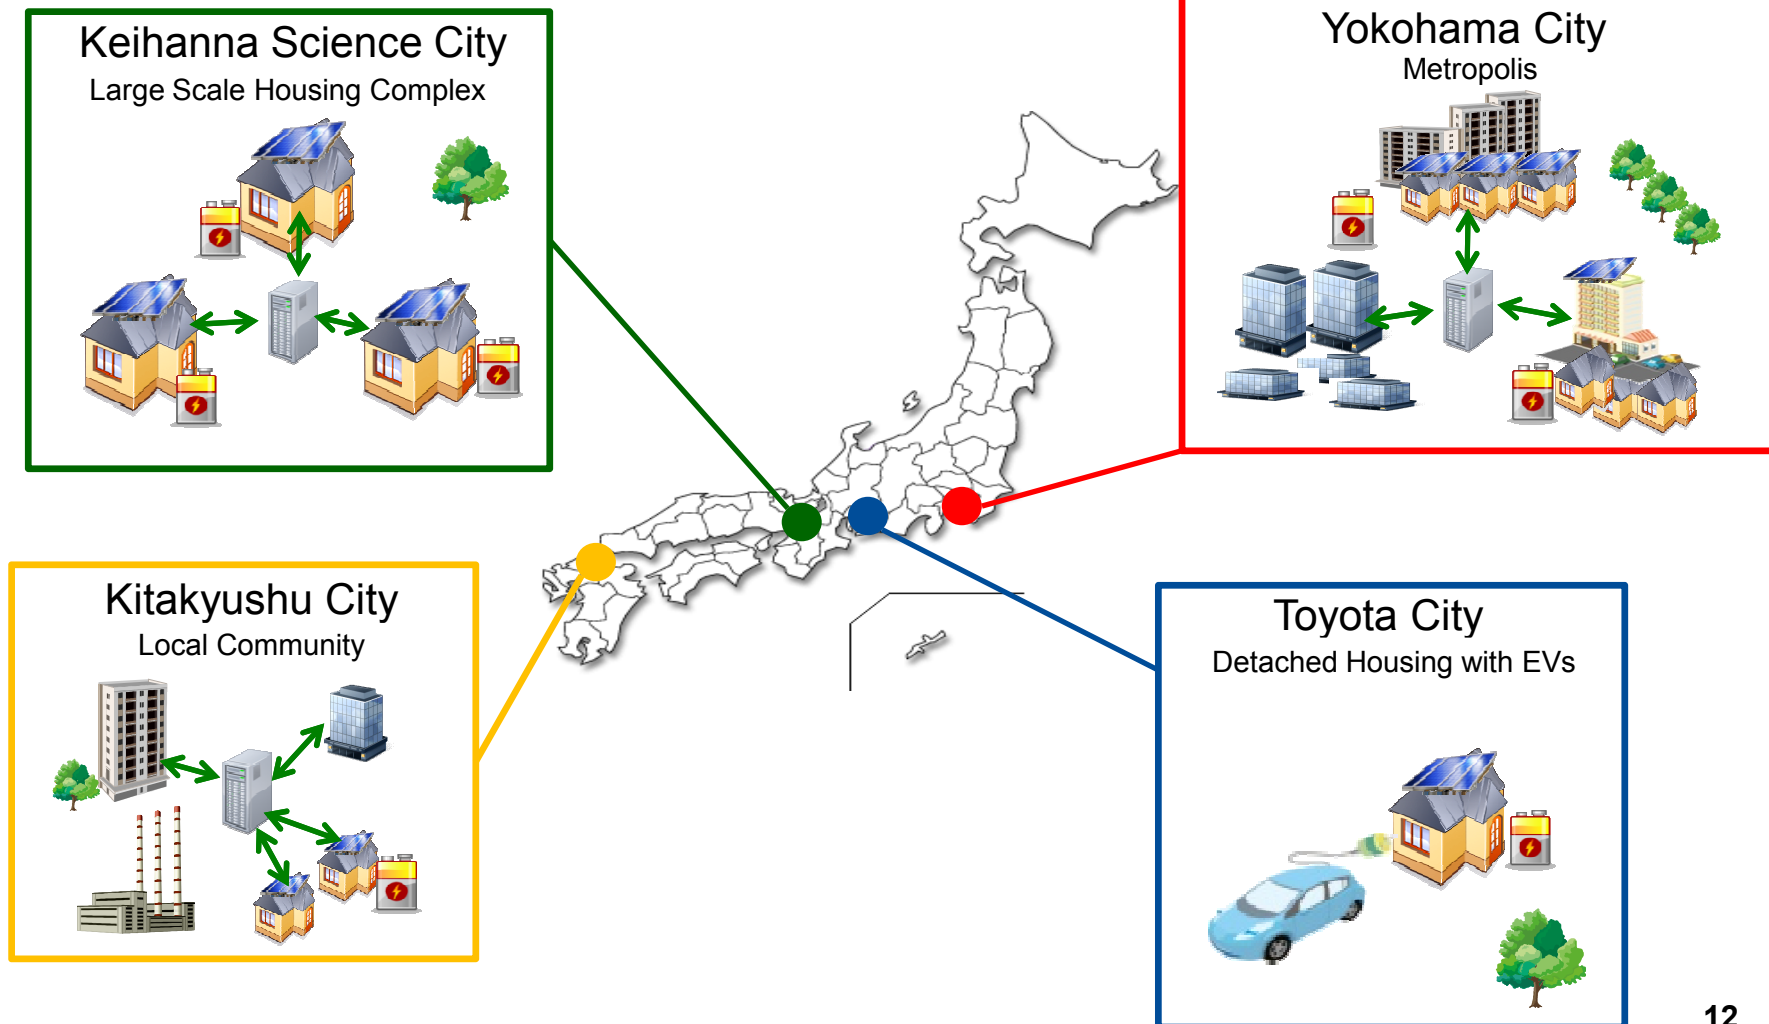 Keihanna Science City
Large Scale Housing Complex
Yokohama City
Metropolis
Kitakyushu City
Local Community
Toyota City
Detached Housing with EVs
12